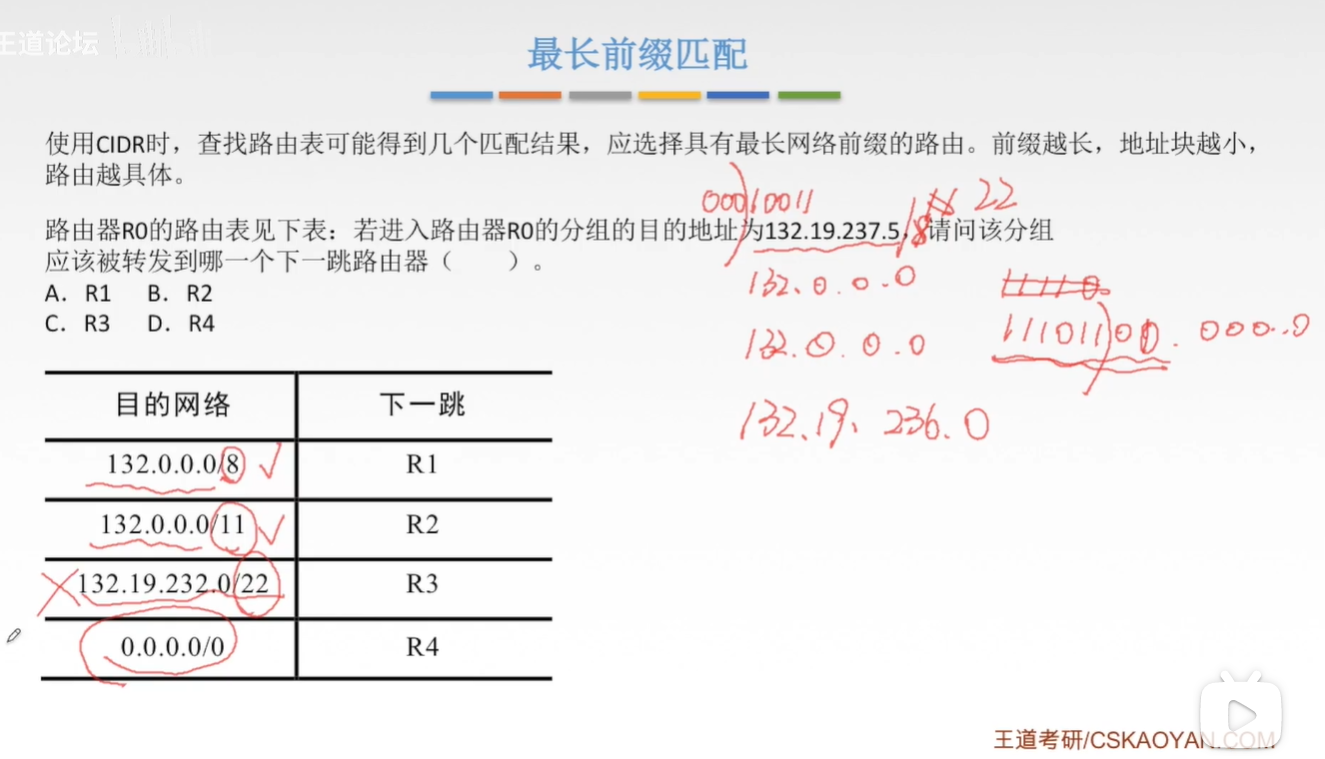 王道论坛
最长前缀匹配
使用CIDR时，查找路由表可能得到几个匹配结果，应选择具有最长网络前缀的路由。前缀越长，地址块越小，
路由越具体。
00010011
22
路由器R0的路由表见下表：若进入路由器R0的分组的目的地址为132.19.237.5，请问该分组
/8
应该被转发到哪一个下一跳路由器（　　）。
132.0.0.0
A. R1 B. R2
C. R3 D. R4
11101100.000..0
132.0.0.0
132.19.236.0
目的网络 下一跳
132.0.0.0/8 R1
132.0.0.0/11 R2
132.19.232.0/22 R3
0.0.0.0/0 R4
王道考研/CSKAOYAN.COM